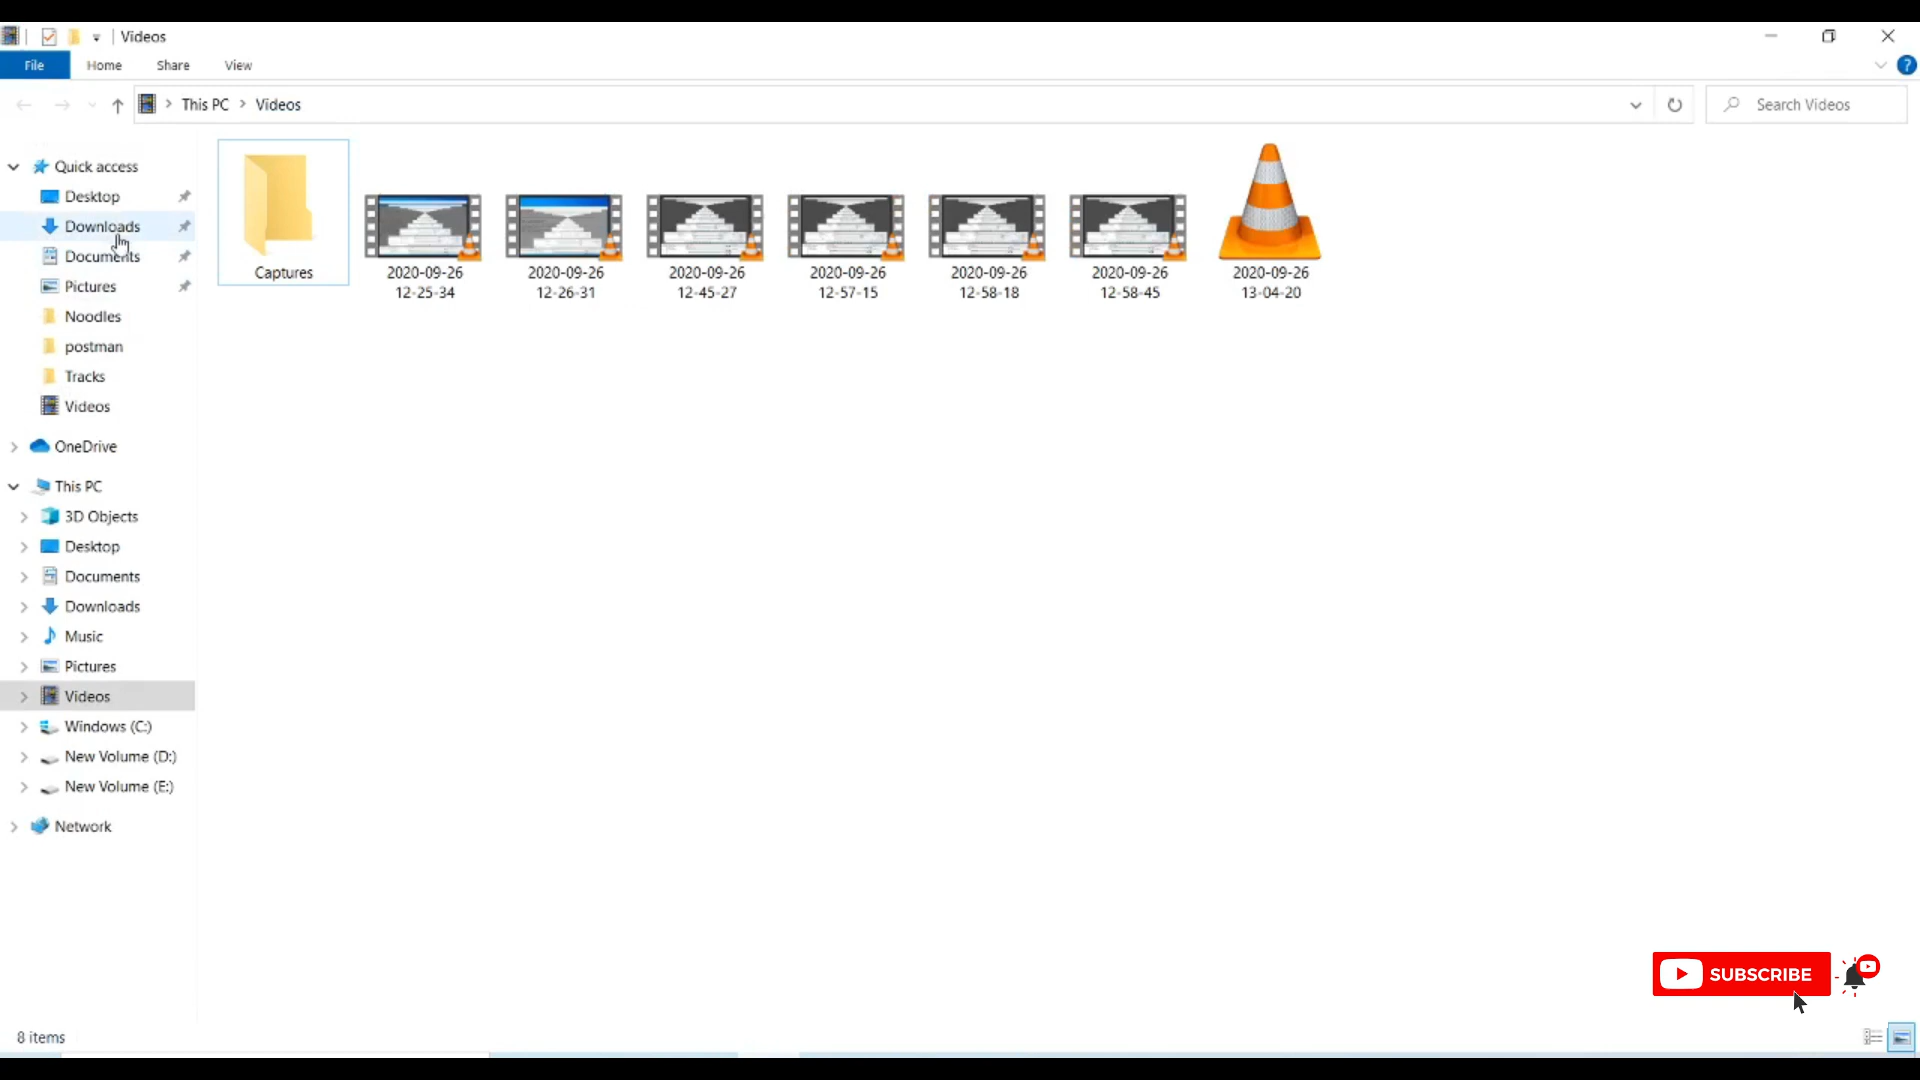 Videos
File Home Share View
This PC Videos
Search Videos
Quick access
Desktop
Downloads
Documents
Pictures
Noodles
postman
Tracks
Videos
OneDrive
This PC
3D Objects
Desktop
Documents
Downloads
Music
Pictures
Videos
Windows (C:)
New Volume (D:)
New Volume (E:)
Network
Captures
2020-09-26
12-25-34
2020-09-26
12-26-31
2020-09-26
12-45-27
2020-09-26
12-57-15
2020-09-26
12-58-18
2020-09-26
12-58-45
2020-09-26
13-04-20
SUBSCRIBE
8 items